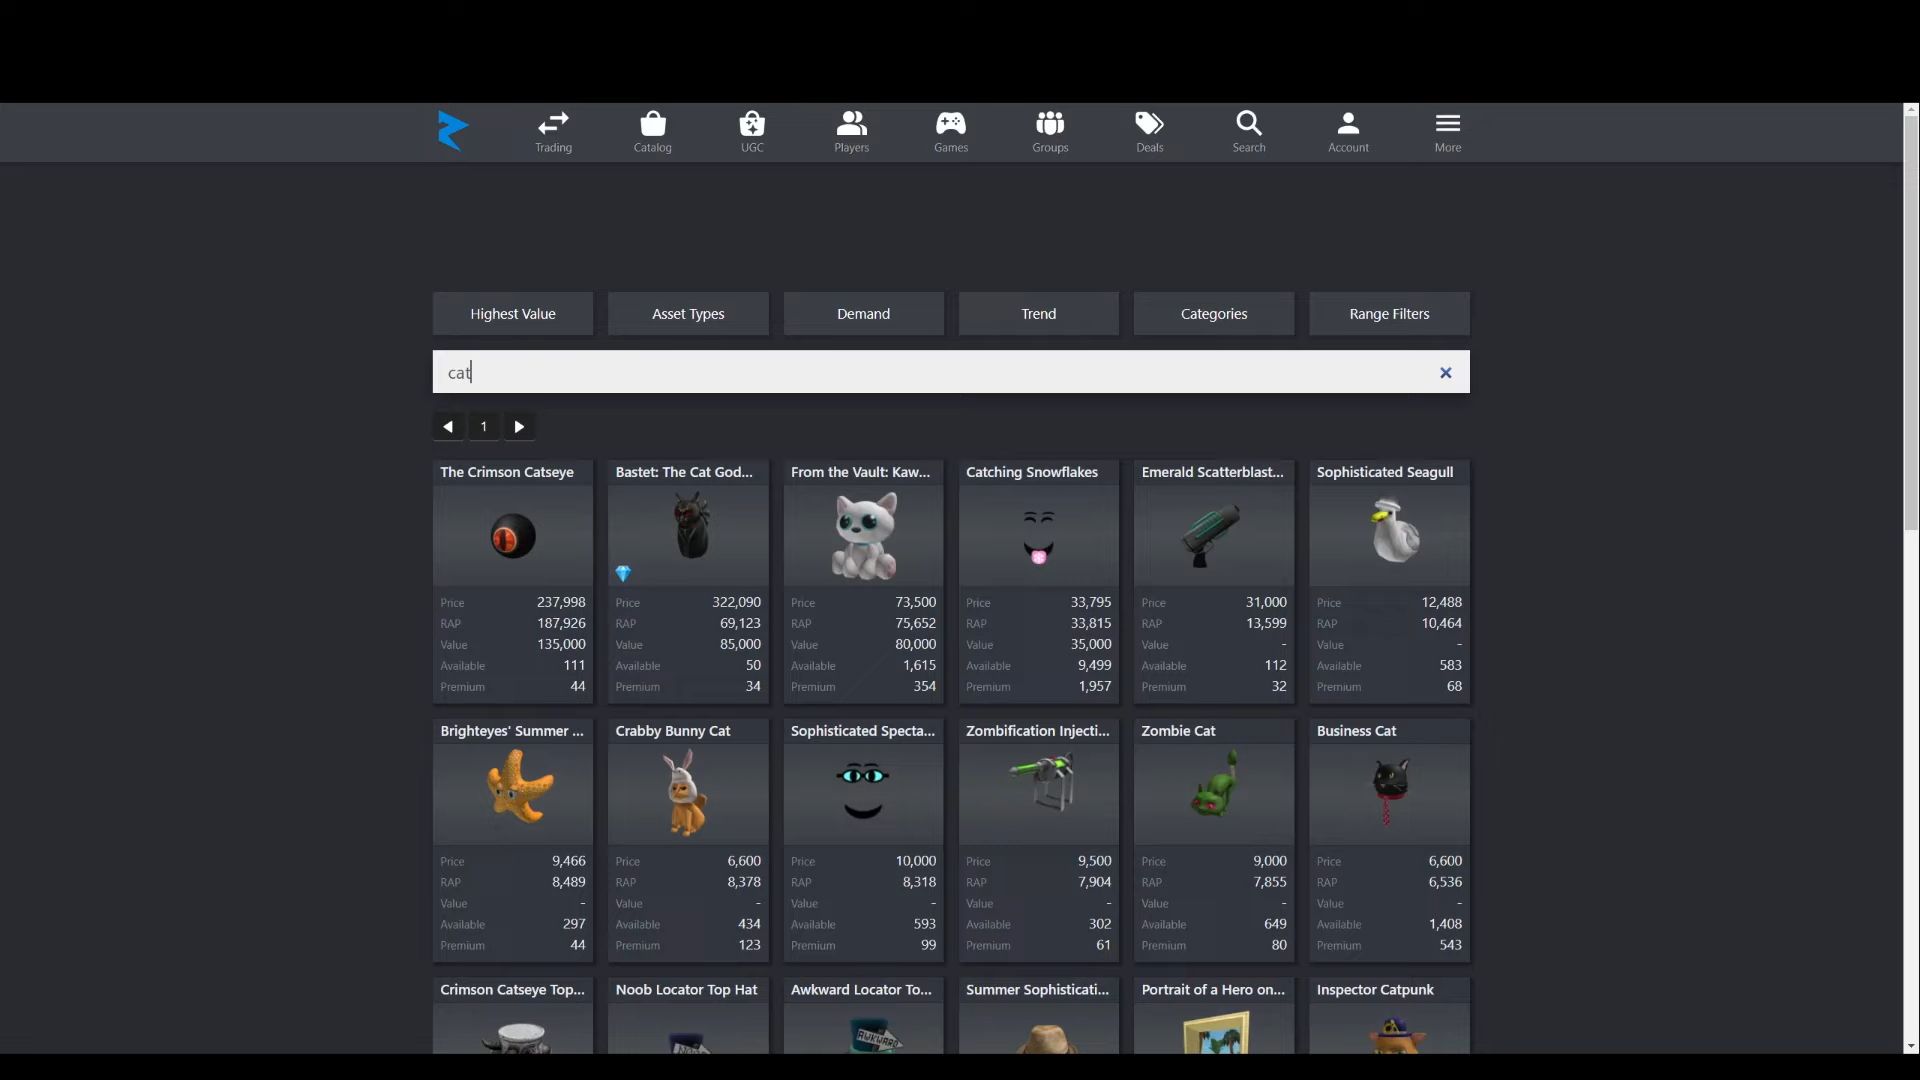 Trading Catalog UGC Players Games Groups Deals Search Account More
Highest Value Asset Types Demand Trend Categories Range Filters
cat
1
The Crimson Catseye
Price 237,998
RAP 187,926
Value 135,000
Available 111
Premium 44
Bastet: The Cat God...
Price 322,090
RAP 69,123
Value 85,000
Available 50
Premium 34
From the Vault: Kaw...
Price 73,500
RAP 75,652
Value 80,000
Available 1,615
Premium 354
Catching Snowflakes
Price 33,795
RAP 33,815
Value 35,000
Available 9,499
Premium 1,957
Emerald Scatterblast...
Price 31,000
RAP 13,599
Value -
Available 112
Premium 32
Sophisticated Seagull
Price 12,488
RAP 10,464
Value -
Available 583
Premium 68
Brighteyes' Summer ...
Price 9,466
RAP 8,489
Value -
Available 297
Premium 44
Crabby Bunny Cat
Price 6,600
RAP 8,378
Value -
Available 434
Premium 123
Sophisticated Specta...
Price 10,000
RAP 8,318
Value -
Available 593
Premium 99
Zombification Injecti...
Price 9,500
RAP 7,904
Value -
Available 302
Premium 61
Zombie Cat
Price 9,000
RAP 7,855
Value -
Available 649
Premium 80
Business Cat
Price 6,600
RAP 6,536
Value -
Available 1,408
Premium 543
Crimson Catseye Top...
Noob Locator Top Hat
Awkward Locator To...
AWKWARD
Summer Sophisticati...
Portrait of a Hero on...
Inspector Catpunk